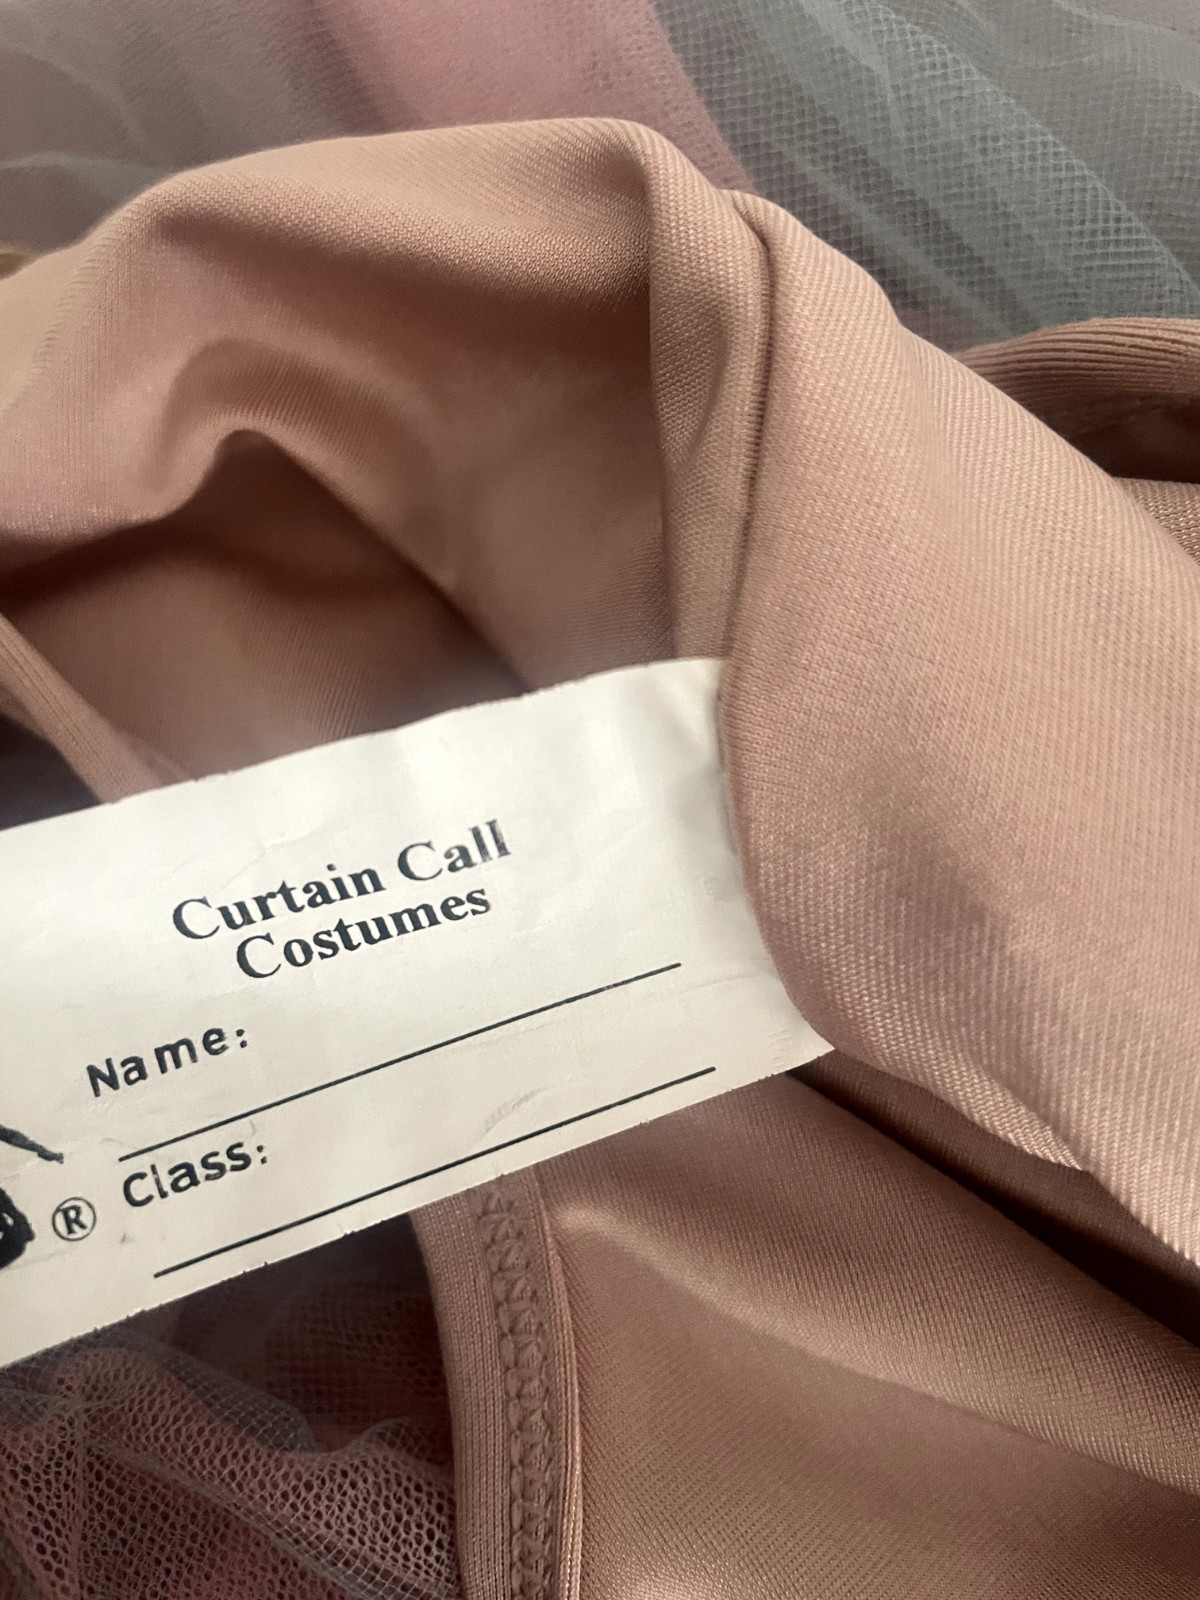 Curtain Call
Costumes
Name:
Class:
®